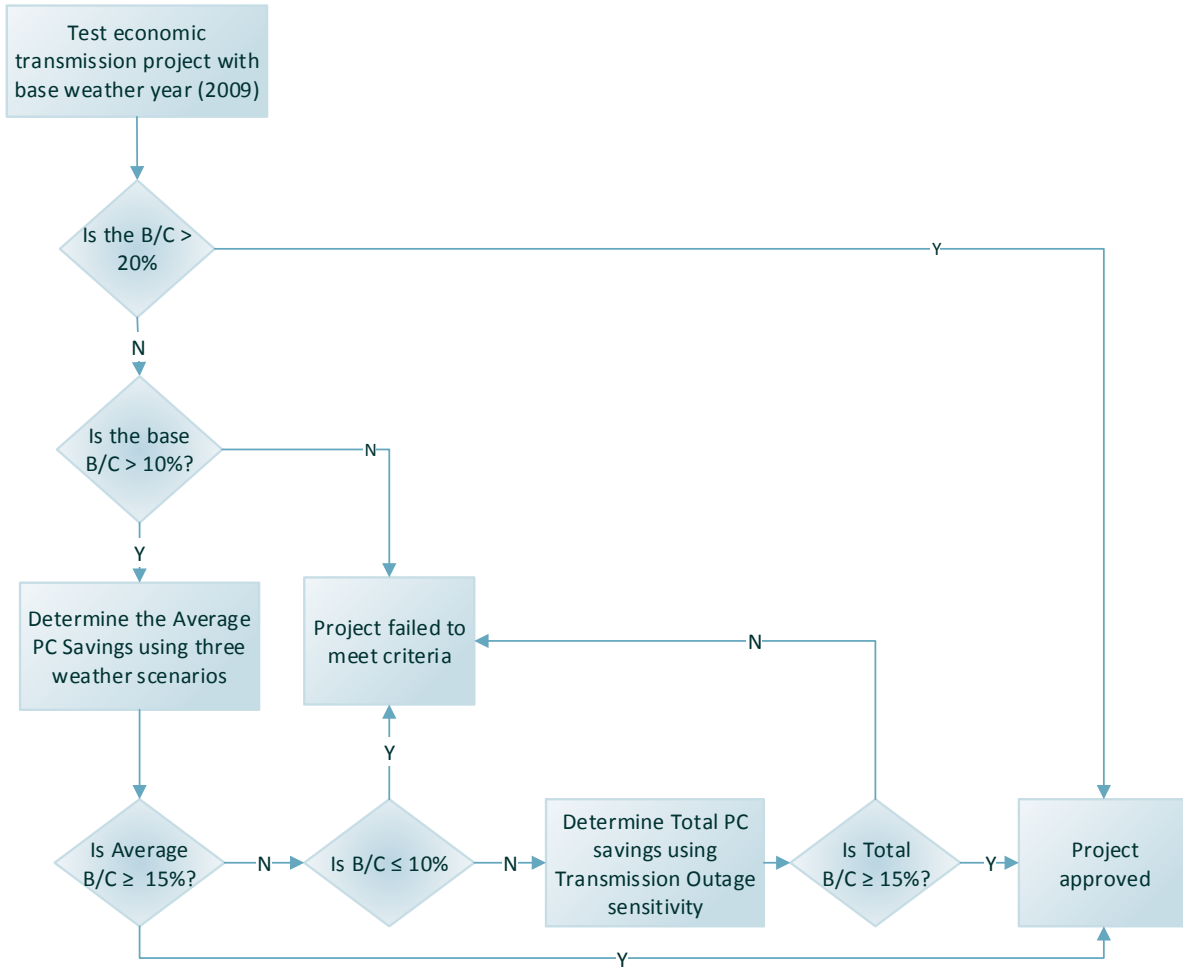 Test economic
transmission project with
base weather year (2009)
Is the B/C >
20%
Y
N
Is the base
B/C > 10%?
N
Y
Determine the Average
PC Savings using three
weather scenarios
Project failed to
meet criteria
N
Y
Is Average
B/C ≥ 15%?
N
Is B/C ≤ 10%
N
Determine Total PC
savings using
Transmission Outage
sensitivity
Is Total
B/C ≥ 15%?
Y
Project
approved
Y